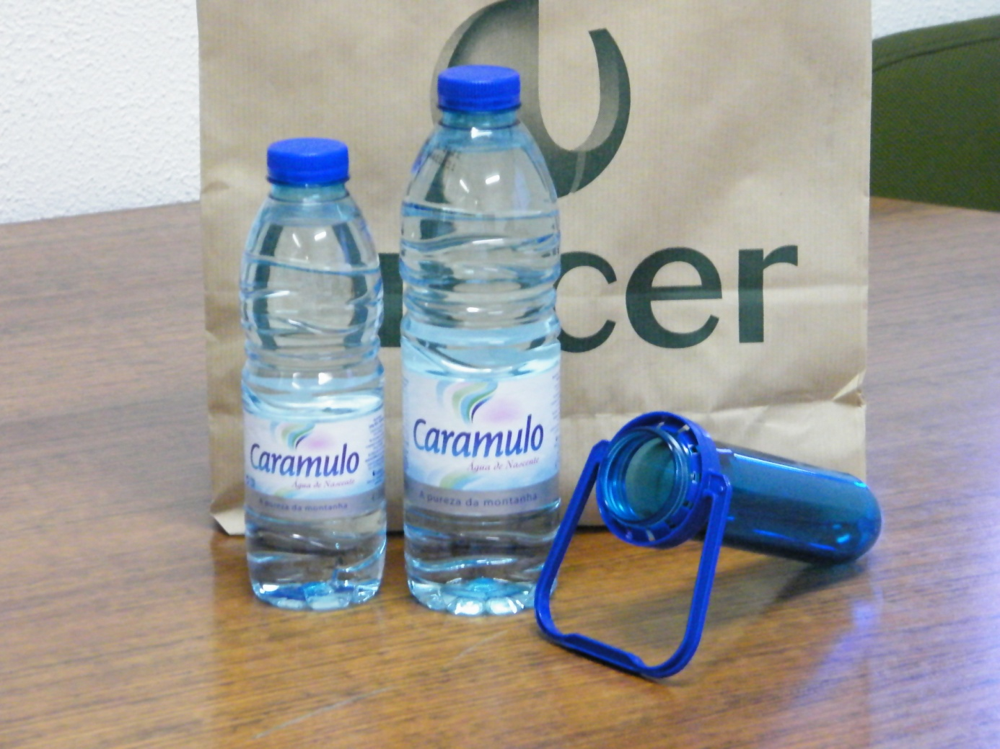 cer
Caramulo
Água de Nascente
A pureza da montanha
Caramulo
Água de Nascente
A pureza da montanha